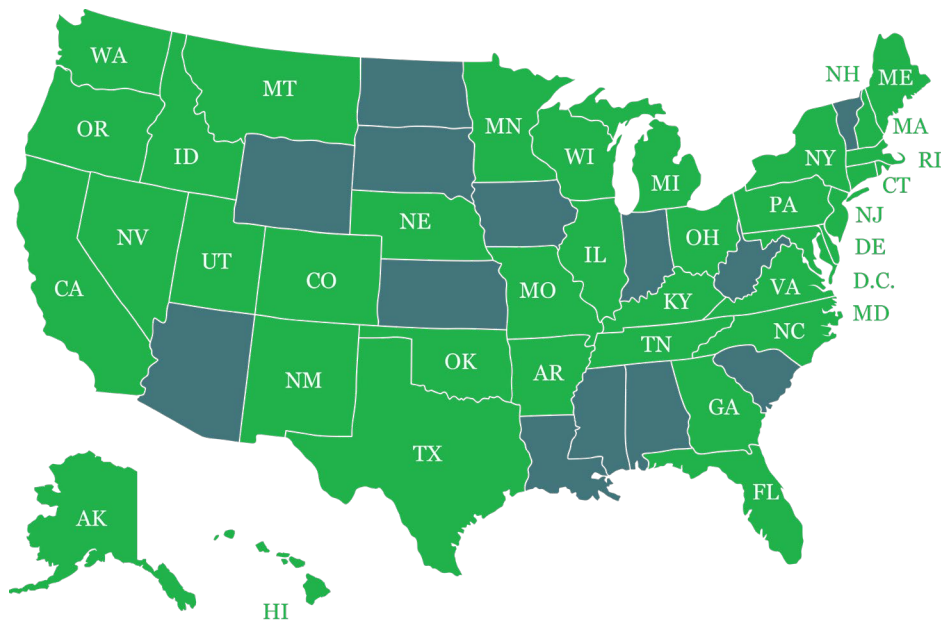 WA
MT
NH
ME
OR
MN
MA
ID
WI
NY
RI
MI
CT
PA
NE
NJ
NV
OH
DE
UT
IL
CO
D.C.
CA
MO
VA
KY
MD
NC
TN
OK
AR
NM
GA
TX
FL
AK
HI